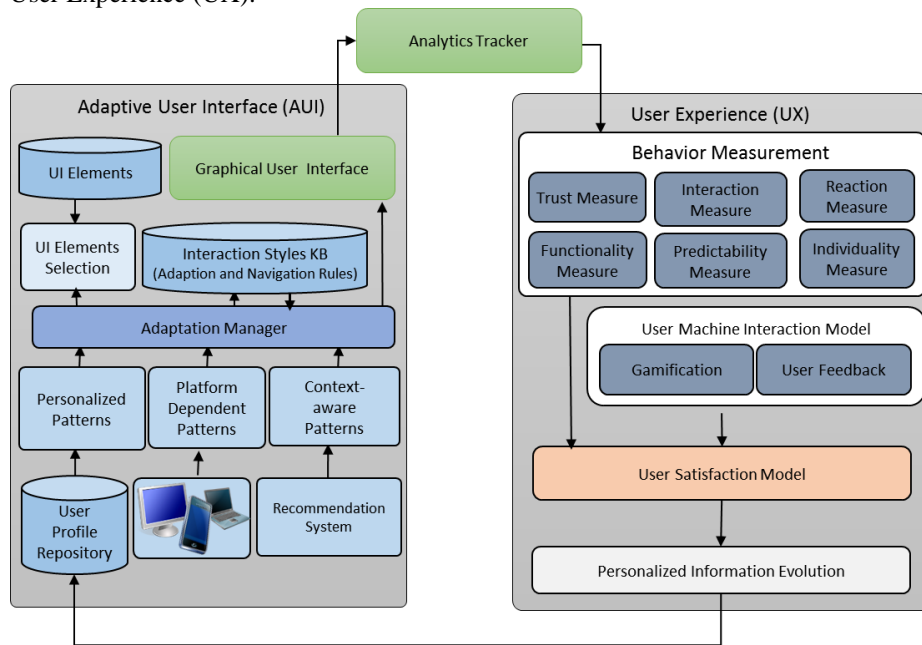 User Experience (UX).
Analytics Tracker
Adaptive User Interface (AUI)
UI Elements
Graphical User Interface
UI Elements
Selection
Interaction Styles KB
(Adaption and Navigation Rules)
Adaptation Manager
Personalized
Patterns
Platform
Dependent
Patterns
Context-
aware
Patterns
User
Profile
Repository
Recommendation
System
User Experience (UX)
Behavior Measurement
Trust Measure
Interaction
Measure
Reaction
Measure
Functionality
Measure
Predictability
Measure
Individuality
Measure
User Machine Interaction Model
Gamification
User Feedback
User Satisfaction Model
Personalized Information Evolution